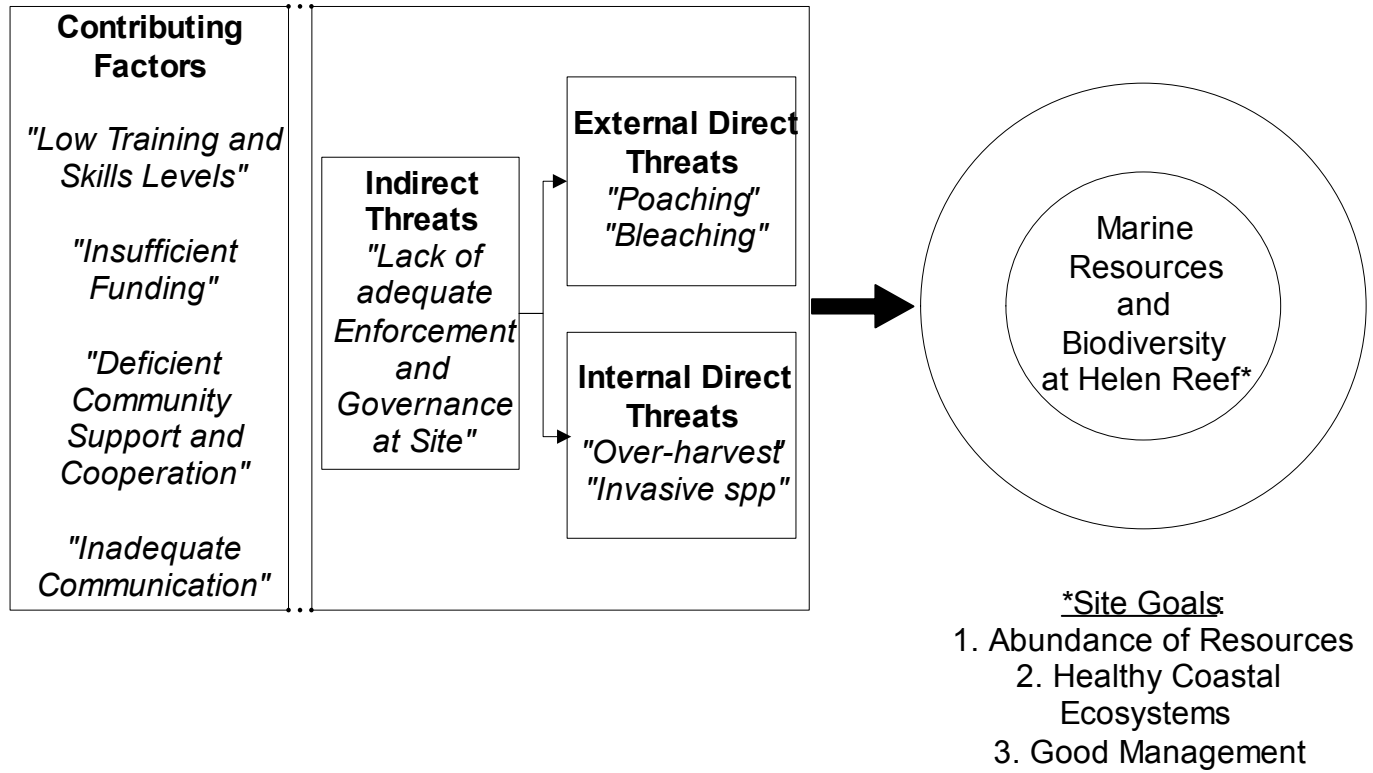 Contributing
Factors
"Low Training and
Skills Levels"
"Insufficient
Funding"
"Deficient
Community
Support and
Cooperation"
"Inadequate
Communication"
Indirect
Threats
"Lack of
adequate
Enforcement
and
Governance
at Site"
External Direct
Threats
"Poaching"
"Bleaching"
Internal Direct
Threats
"Over-harvest"
"Invasive spp"
Marine
Resources
and
Biodiversity
at Helen Reef*
*Site Goals:
1. Abundance of Resources
2. Healthy Coastal
Ecosystems
3. Good Management